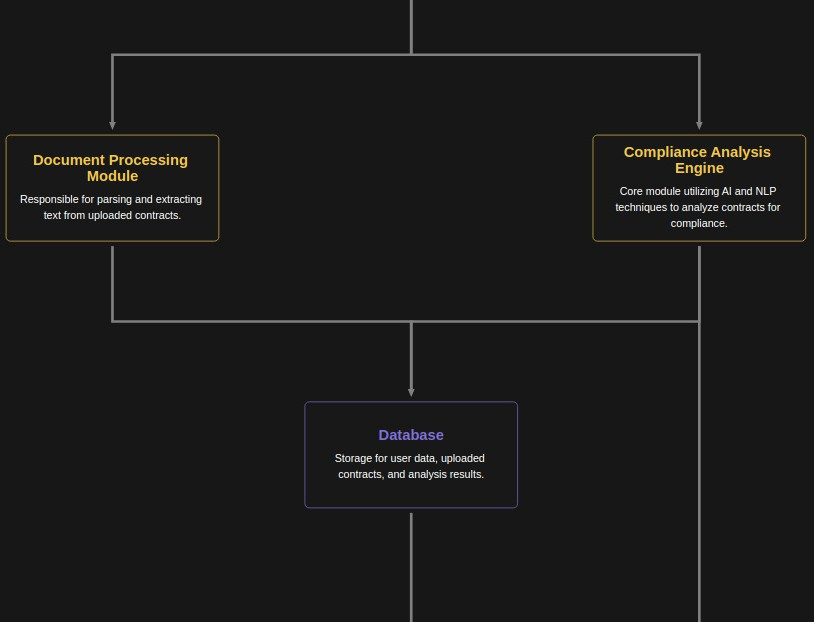 Document Processing
Module
Responsible for parsing and extracting
text from uploaded contracts.
Compliance Analysis
Engine
Core module utilizing AI and NLP
techniques to analyze contracts for
compliance.
Database
Storage for user data, uploaded
contracts, and analysis results.